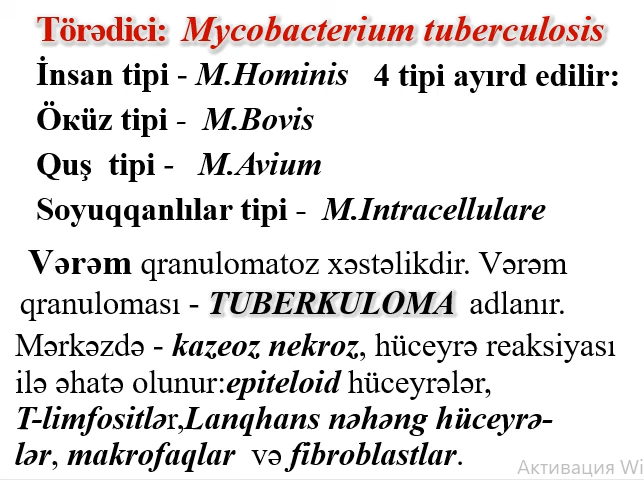 Törədici: Mycobacterium tuberculosis
İnsan tipi - M.Hominis 4 tipi ayırd edilir:
Öküz tipi - M.Bovis
Quş tipi - M.Avium
Soyuqqanlılar tipi - M.Intracellulare
Vərəm qranulomatoz xəstəlikdir. Vərəm
qranuloması - TUBERKULOMA adlanır.
Mərkəzdə - kazeoz nekroz, hüceyrə reaksiyası
ilə əhatə olunur:epiteloid hüceyrələr,
T-limfositlər,Lanqhans nəhəng hüceyrə-
lər, makrofaqlar və fibroblastlar.
Активация Wi